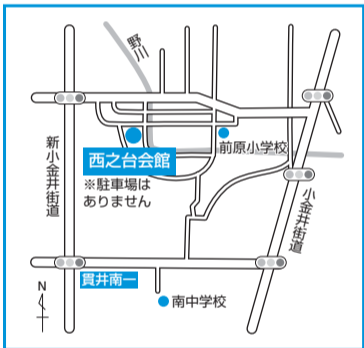 野川
前原小学校
西之台会館
※駐車場は
ありません
新小金井街道
小金井街道
貫井南一
南中学校
N